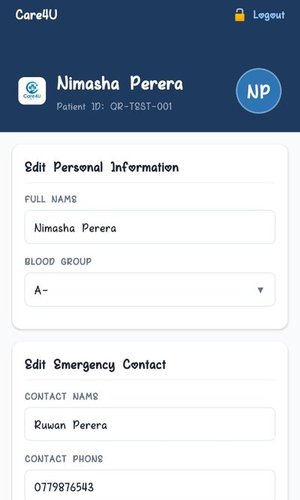 Care4U
🔓 Logout
Care4U
Nimasha Perera
Patient ID: QR-TEST-001
NP
Edit Personal Information
FULL NAME
Nimasha Perera
BLOOD GROUP
A-
Edit Emergency Contact
CONTACT NAME
Ruwan Perera
CONTACT PHONE
0779876543